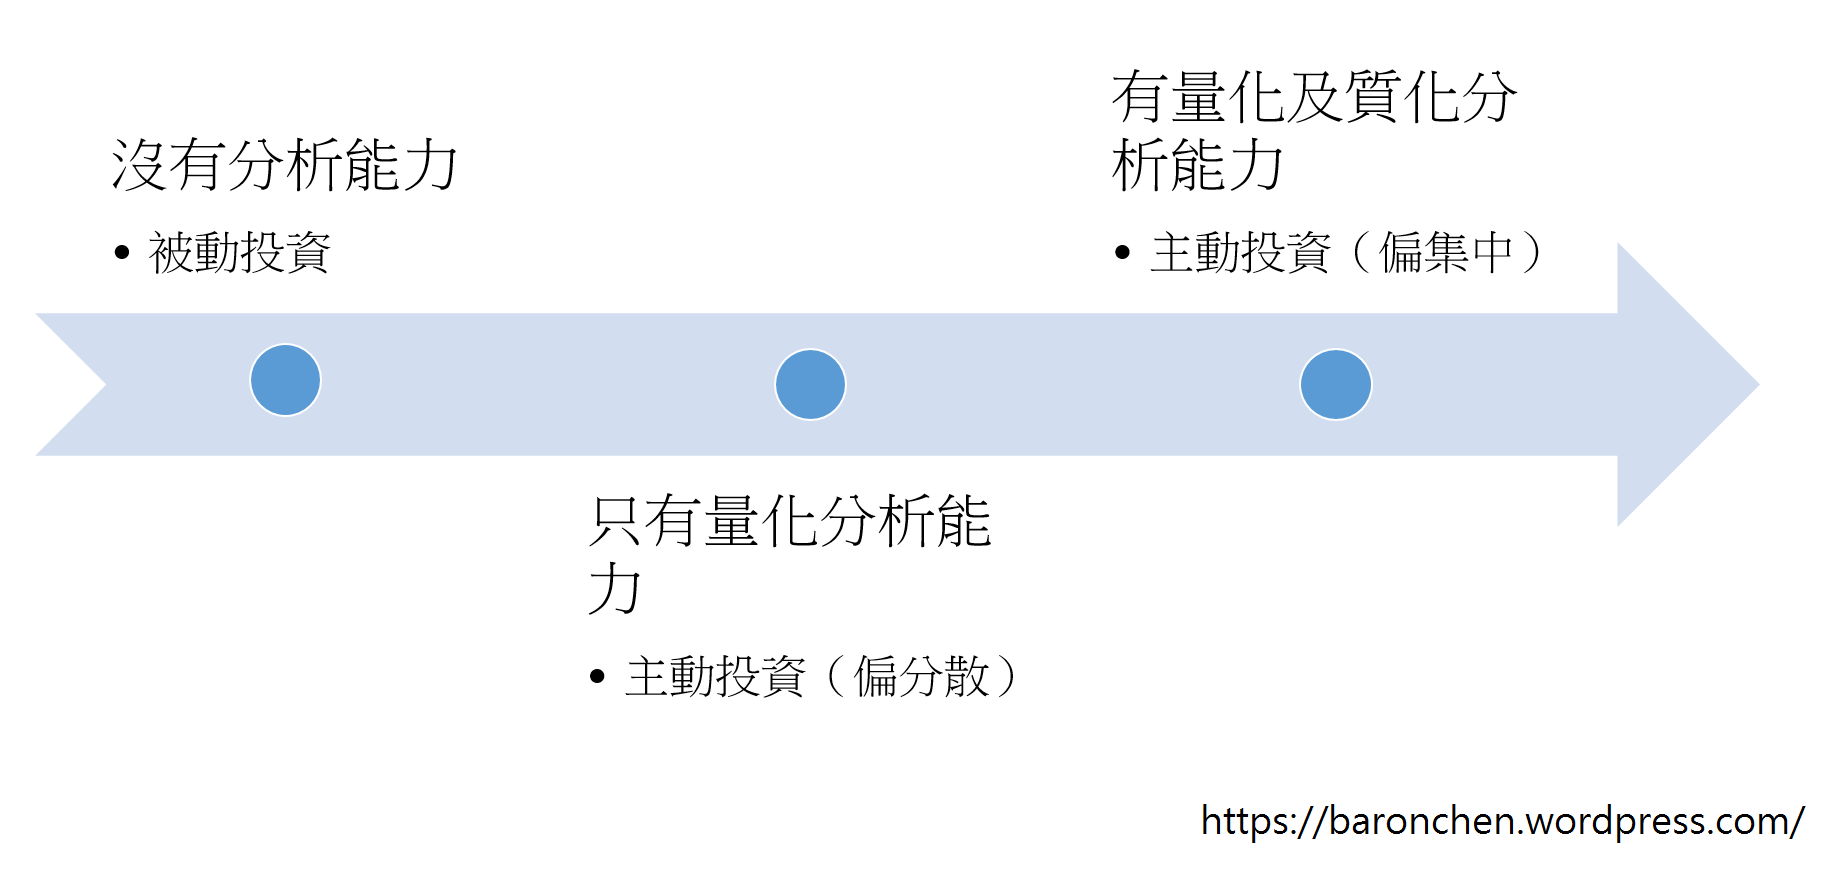 沒有分析能力
• 被動投資
只有量化分析能
力
• 主動投資（偏分散）
有量化及質化分
析能力
• 主動投資（偏集中）
https://baronchen.wordpress.com/